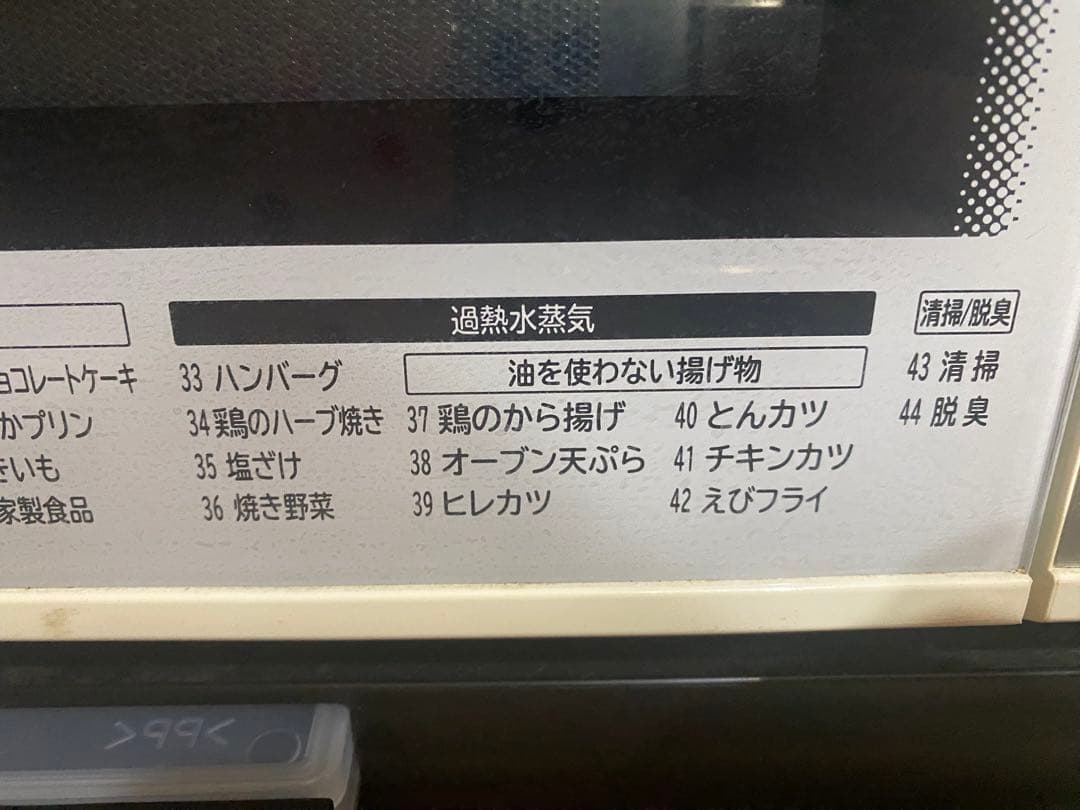 過熱水蒸気
清掃/脱臭
ョコレートケーキ
かプリン
きいも
家製食品
33 ハンバーグ
34 鶏のハーブ焼き
35 塩ざけ
36 焼き野菜
油を使わない揚げ物
37 鶏のから揚げ
38 オーブン天ぷら
39 ヒレカツ
40 とんカツ
41 チキンカツ
42 えびフライ
43 清掃
44 脱臭
>PP<